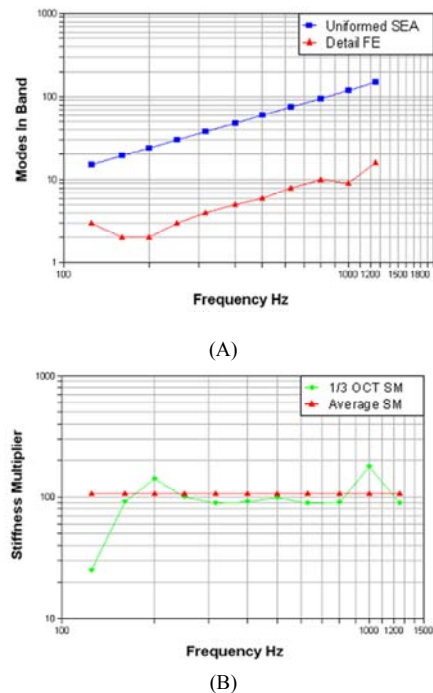 1000
Uniformed SEA
Detail FE
100
Modes In Band
10
1
100
1000 1200 1500 1800
Frequency Hz
(A)
1000
1/3 OCT SM
Average SM
Stiffness Multiplier
100
10
100
1000 1200 1500
Frequency Hz
(B)